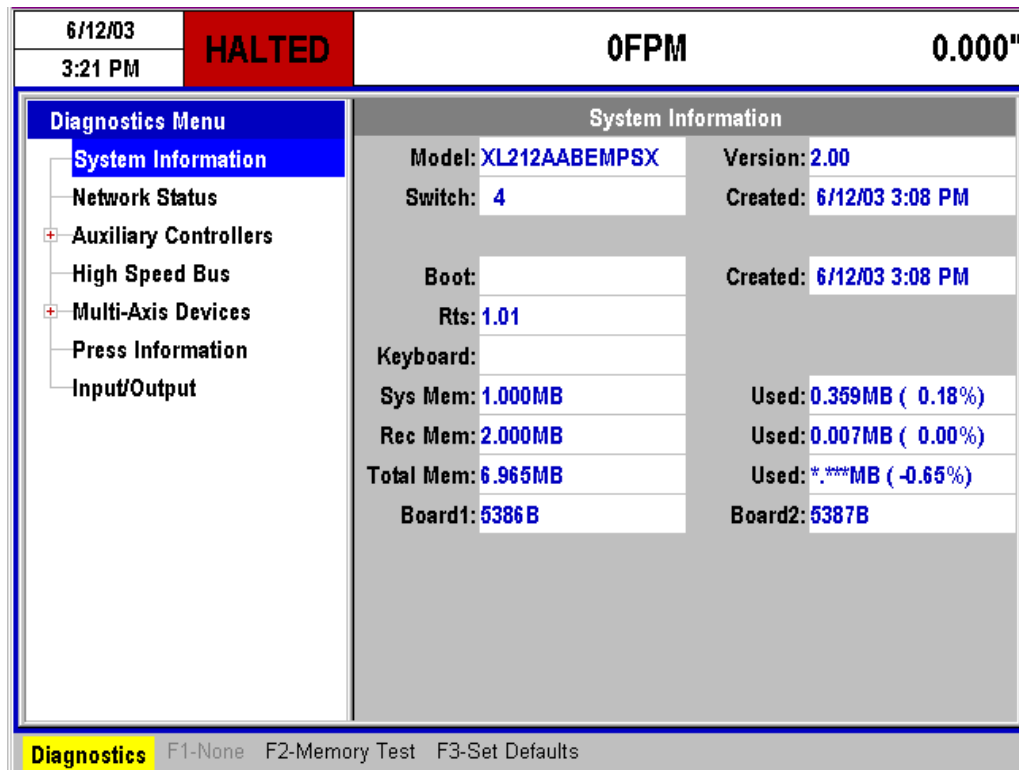 6/12/03
3:21 PM
HALTED
0FPM
0.000"
Diagnostics Menu
System Information
Network Status
Auxiliary Controllers
High Speed Bus
Multi-Axis Devices
Press Information
Input/Output
System Information
Model: XL212AABEMPSX Version: 2.00
Switch: 4 Created: 6/12/03 3:08 PM
Boot: Created: 6/12/03 3:08 PM
Rts: 1.01
Keyboard:
Sys Mem: 1.000MB Used: 0.359MB ( 0.18%)
Rec Mem: 2.000MB Used: 0.007MB ( 0.00%)
Total Mem: 6.965MB Used: *.***MB ( -0.65%)
Board1: 5386B Board2: 5387B
Diagnostics F1-None F2-Memory Test F3-Set Defaults